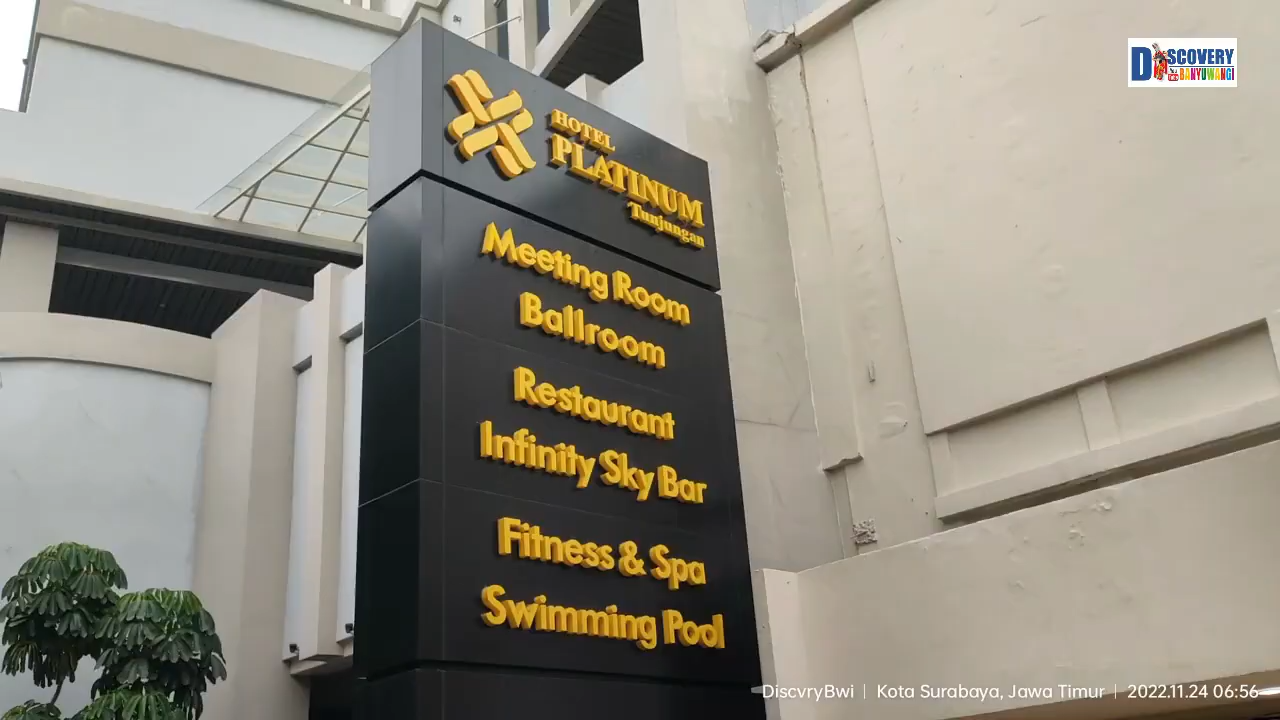 DISCOVERY
BANYUWANGI
HOTEL
PLATINUM
Tunjungan
Meeting Room
Ballroom
Restaurant
Infinity Sky Bar
Fitness & Spa
Swimming Pool
DiscvryBwi | Kota Surabaya, Jawa Timur | 2022.11.24 06:56